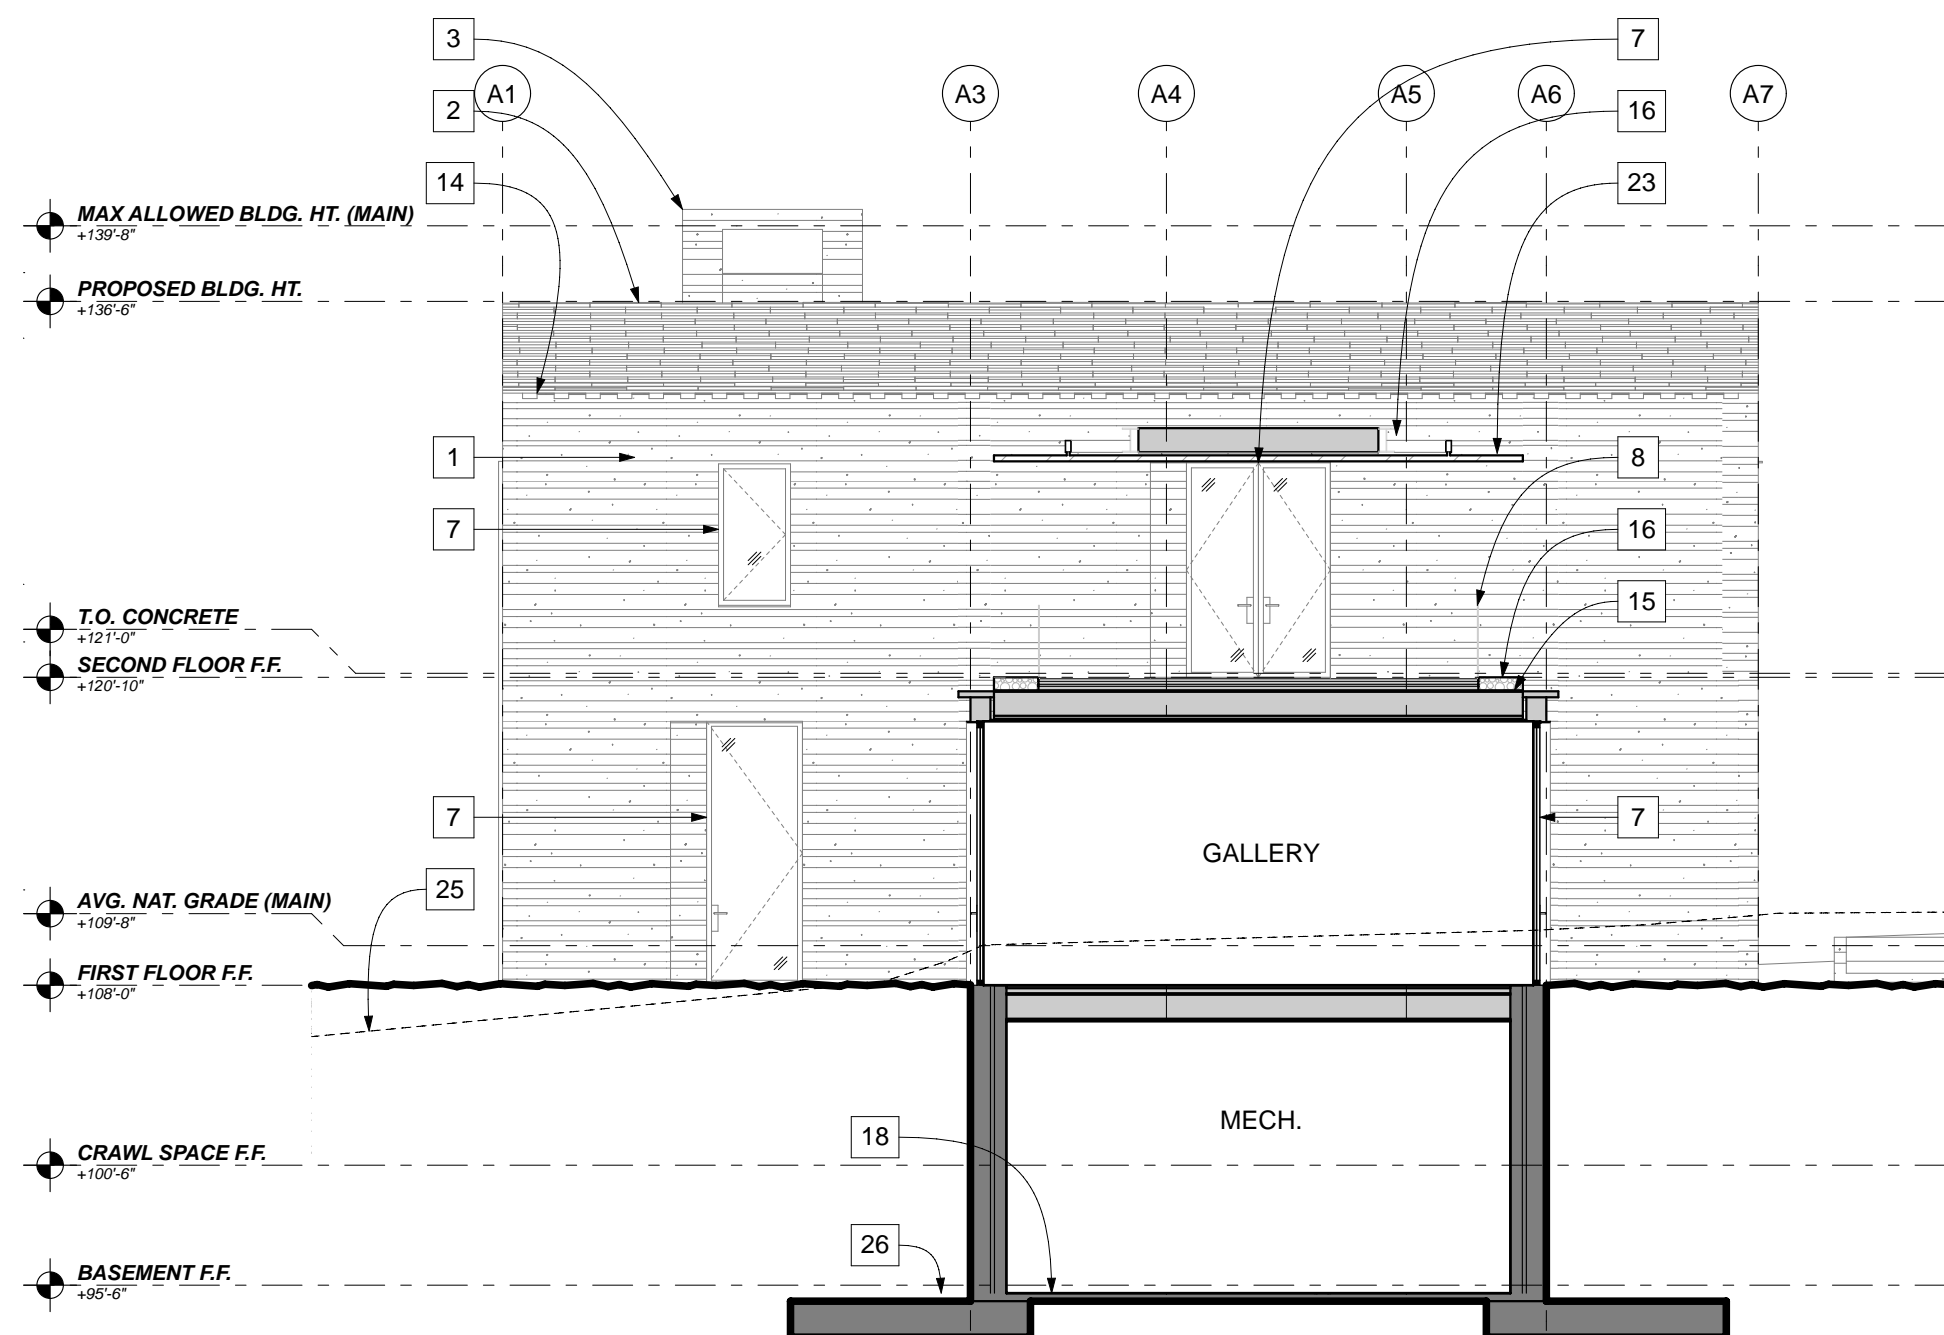 3
7
A1
A3
A4
A5
A6
A7
2
16
14
23
MAX ALLOWED BLDG. HT. (MAIN)
+139'-8"
PROPOSED BLDG. HT.
+136'-6"
1
8
7
16
15
T.O. CONCRETE
+121'-0"
SECOND FLOOR F.F.
+120'-10"
7
7
GALLERY
25
AVG. NAT. GRADE (MAIN)
+109'-8"
FIRST FLOOR F.F.
+108'-0"
MECH.
18
CRAWL SPACE F.F.
+100'-6"
26
BASEMENT F.F.
+95'-6"